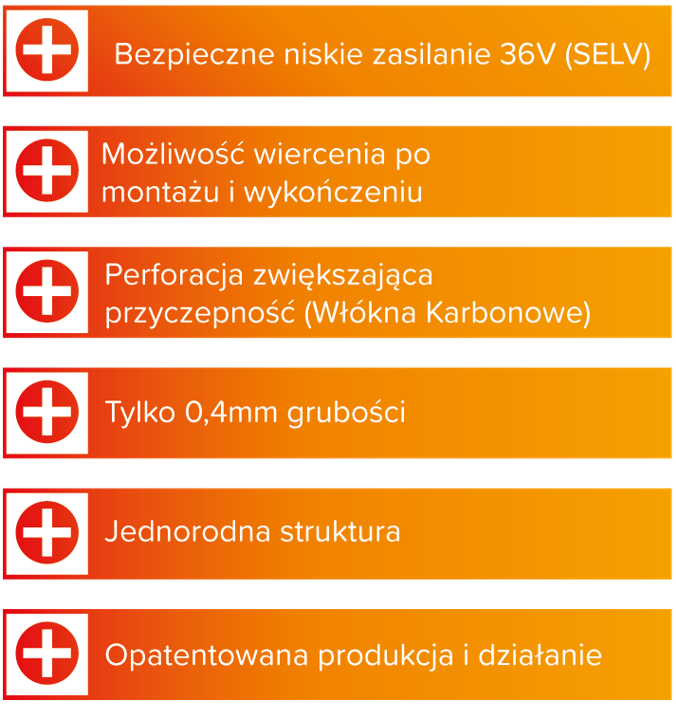 Bezpieczne niskie zasilanie 36V (SELV)
Możliwość wiercenia po
montażu i wykończeniu
Perforacja zwiększająca
przyczepność (Włókna Karbonowe)
Tylko 0,4mm grubości
Jednorodna struktura
Opatentowana produkcja i działanie